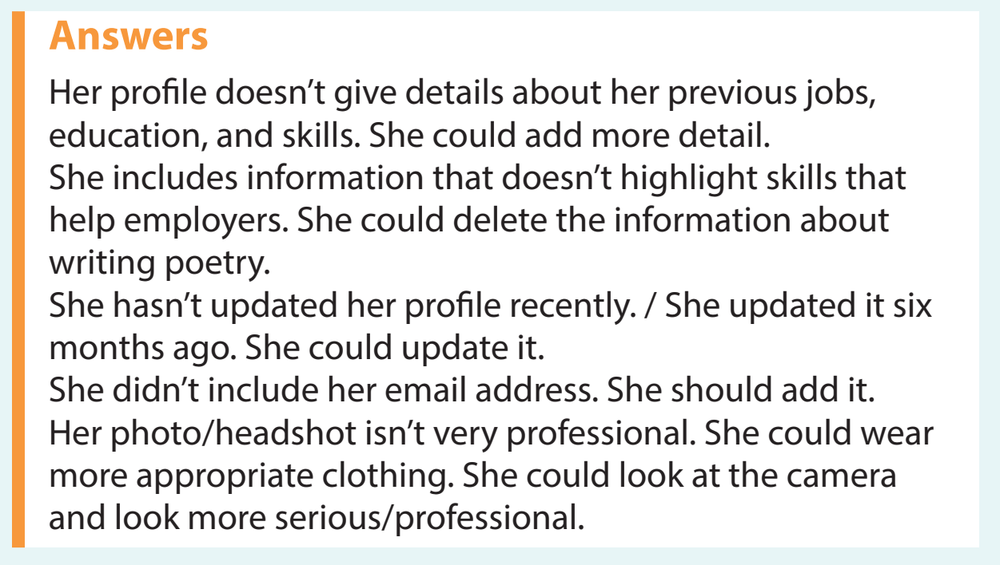 Answers
Her profile doesn’t give details about her previous jobs,
education, and skills. She could add more detail.
She includes information that doesn’t highlight skills that
help employers. She could delete the information about
writing poetry.
She hasn’t updated her profile recently. / She updated it six
months ago. She could update it.
She didn’t include her email address. She should add it.
Her photo/headshot isn’t very professional. She could wear
more appropriate clothing. She could look at the camera
and look more serious/professional.